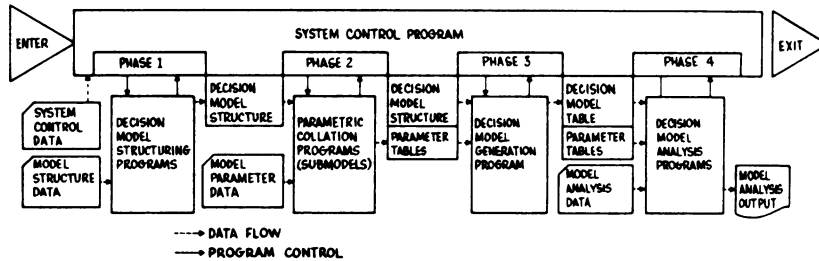 SYSTEM CONTROL PROGRAM
ENTER
EXIT
PHASE 1
PHASE 2
PHASE 3
PHASE 4
SYSTEM
CONTROL
DATA
MODEL
STRUCTURE
DATA
DECISION
MODEL
STRUCTURING
PROGRAMS
DECISION
MODEL
STRUCTURE
MODEL
PARAMETER
DATA
PARAMETRIC
COLLATION
PROGRAMS
(SUBMODELS)
DECISION
MODEL
STRUCTURE
PARAMETER
TABLES
DECISION
MODEL
GENERATION
PROGRAM
DECISION
MODEL
TABLE
PARAMETER
TABLES
MODEL
ANALYSIS
DATA
DECISION
MODEL
ANALYSIS
PROGRAMS
MODEL
ANALYSIS
OUTPUT
DATA FLOW
PROGRAM CONTROL